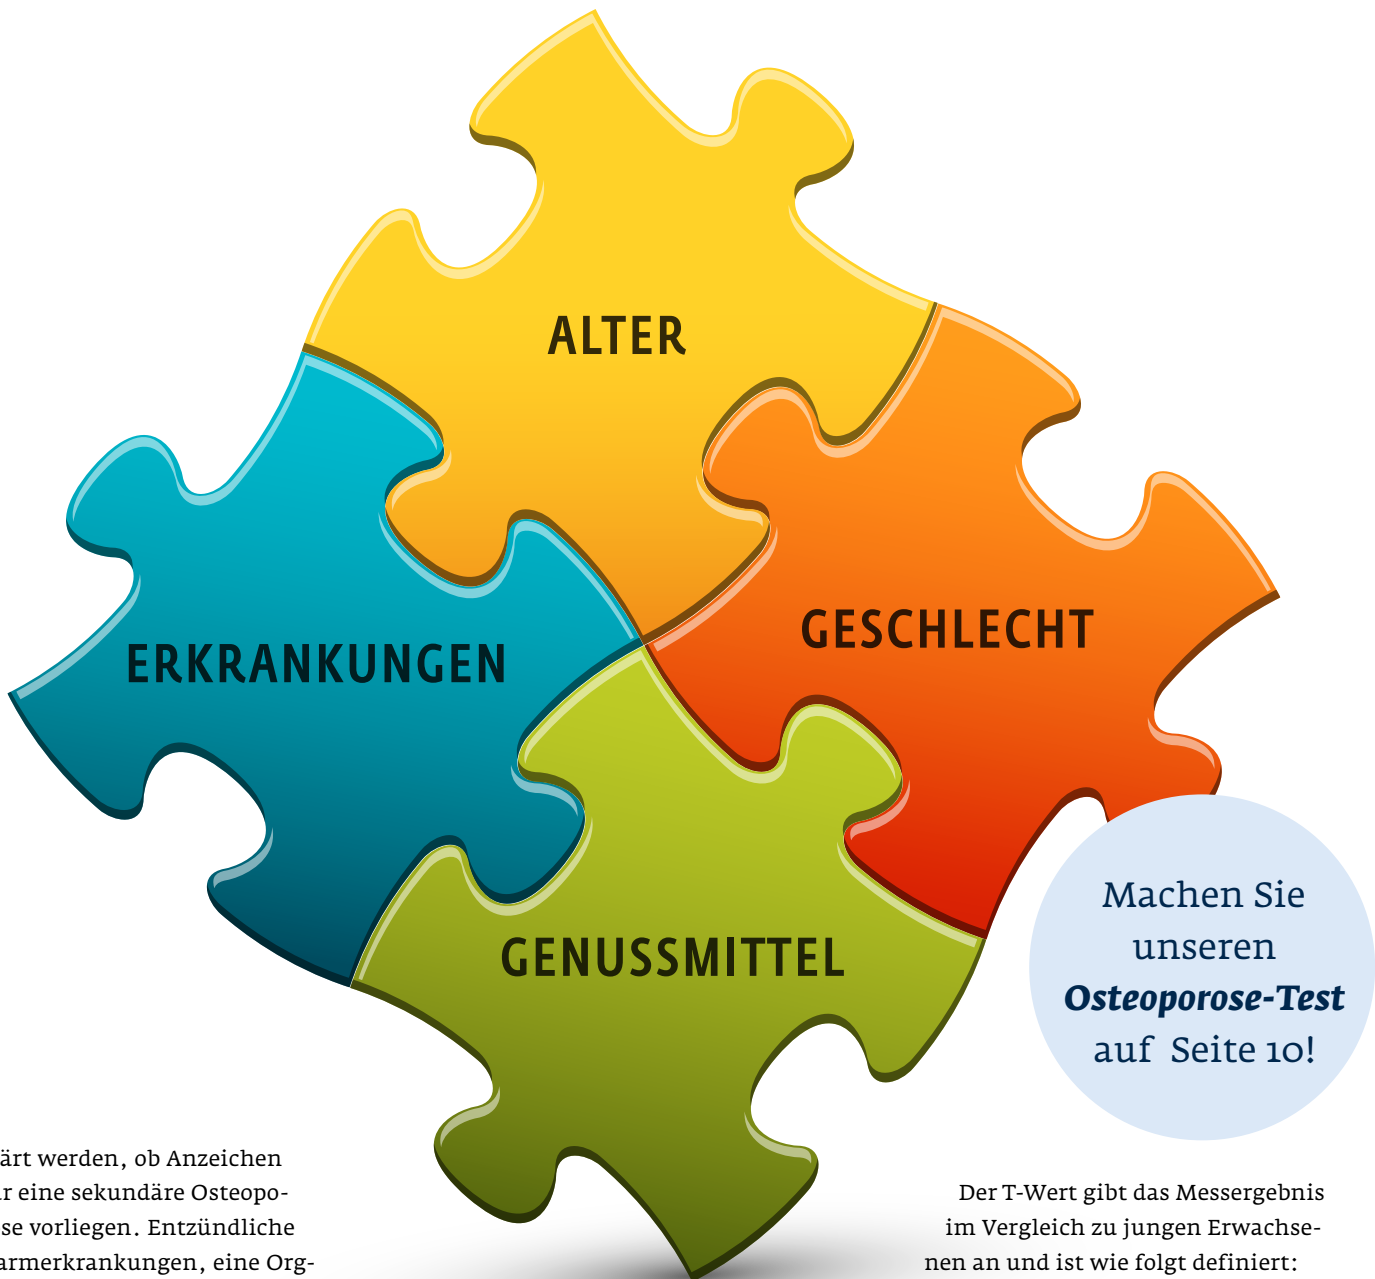 ALTER
GESCHLECHT
ERKRANKUNGEN
GENUSSMITTEL
Machen Sie
unseren
Osteoporose-Test
auf Seite 10!
ärt werden, ob Anzeichen
r eine sekundäre Osteopo-
se vorliegen. Entzündliche
armerkrankungen, eine Org-
Der T-Wert gibt das Messergebnis
im Vergleich zu jungen Erwachse-
nen an und ist wie folgt definiert: